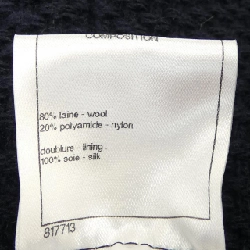 COMPOSITION
80% laine - wool
20% polyamide - nylon
doublure - lining
100% soie - silk
817713